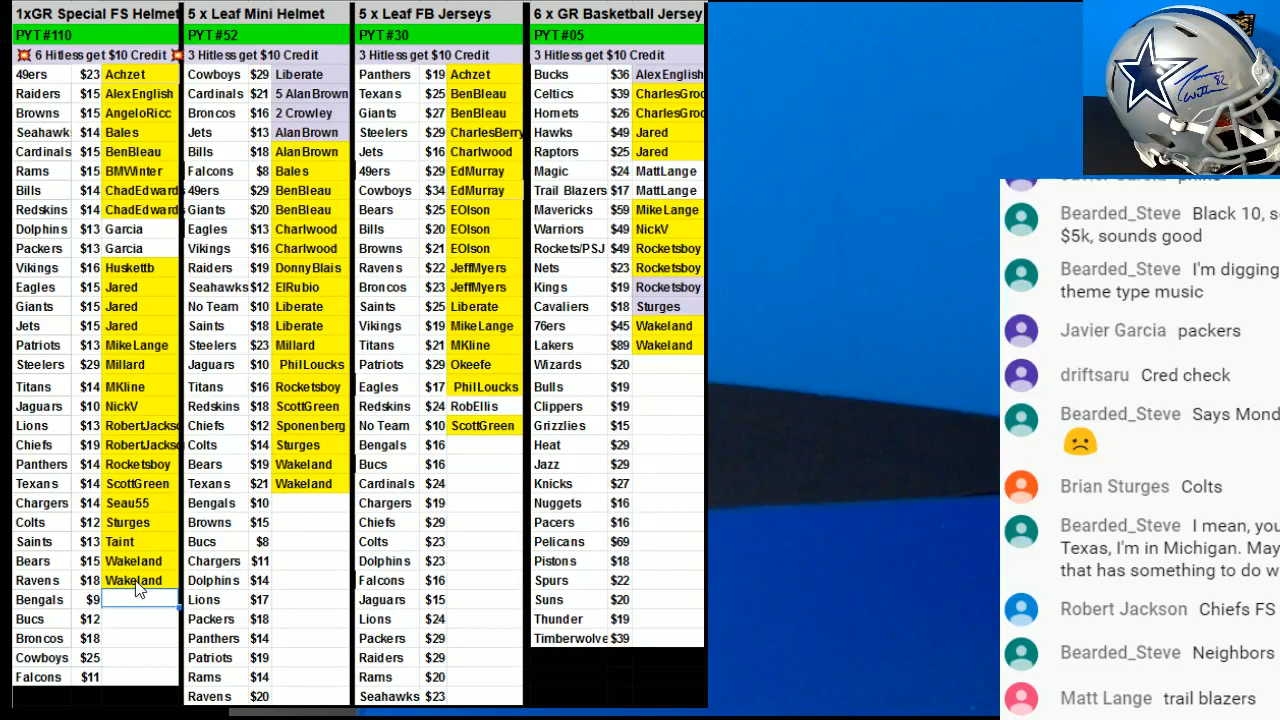 1xGR Special FS Helmet
PYT #110
💥 6 Hitless get $10 Credit 💥
49ers $23 Achzet
Raiders $15 AlexEnglish
Browns $15 AngeloRicc
Seahawk $14 Bales
Cardinals $15 BenBleau
Rams $15 BMWinter
Bills $14 ChadEdwards
Redskins $14 ChadEdwards
Dolphins $13 Garcia
Packers $13 Garcia
Vikings $16 Huskettb
Eagles $15 Jared
Giants $15 Jared
Jets $15 Jared
Patriots $13 MikeLange
Steelers $29 Millard
Titans $14 MKline
Jaguars $10 NickV
Lions $13 RobertJackso
Chiefs $19 RobertJackso
Panthers $14 Rocketsboy
Texans $14 ScottGreen
Chargers $14 Seau55
Colts $12 Sturges
Saints $13 Taint
Bears $15 Wakeland
Ravens $18 Wakeland
Bengals $9
Bucs $12
Broncos $18
Cowboys $25
Falcons $11
5 x Leaf Mini Helmet
PYT #52
3 Hitless get $10 Credit
Cowboys $29 Liberate
Cardinals $21 5 AlanBrown
Broncos $16 2 Crowley
Jets $13 AlanBrown
Bills $18 AlanBrown
Falcons $8 Bales
49ers $29 BenBleau
Giants $20 BenBleau
Eagles $13 Charlwood
Vikings $16 Charlwood
Raiders $19 DonnyBlais
Seahawks $12 ElRubio
No Team $10 Liberate
Saints $18 Liberate
Steelers $23 Millard
Jaguars $10 PhilLoucks
Titans $16 Rocketsboy
Redskins $18 ScottGreen
Chiefs $12 Sponenberg
Colts $14 Sturges
Bears $19 Wakeland
Texans $21 Wakeland
Bengals $10
Browns $15
Bucs $8
Chargers $11
Dolphins $14
Lions $17
Packers $18
Panthers $14
Patriots $19
Rams $14
Ravens $20
5 x Leaf FB Jerseys
PYT #30
3 Hitless get $10 Credit
Panthers $19 Achzet
Texans $25 BenBleau
Giants $27 BenBleau
Steelers $29 CharlesBerry
Jets $16 Charlwood
49ers $29 EdMurray
Cowboys $34 EdMurray
Bears $25 EOlson
Bills $20 EOlson
Browns $21 EOlson
Ravens $22 JeffMyers
Broncos $23 JeffMyers
Saints $25 Liberate
Vikings $19 MikeLange
Titans $21 MKline
Patriots $29 Okeefe
Eagles $17 PhilLoucks
Redskins $24 RobEllis
No Team $10 ScottGreen
Bengals $16
Bucs $16
Cardinals $24
Chargers $19
Chiefs $29
Colts $23
Dolphins $23
Falcons $16
Jaguars $15
Lions $24
Packers $29
Raiders $29
Rams $20
Seahawks $23
6 x GR Basketball Jersey
PYT #05
3 Hitless get $10 Credit
Bucks $36 AlexEnglish
Celtics $39 CharlesGroo
Hornets $26 CharlesGroo
Hawks $49 Jared
Raptors $25 Jared
Magic $24 MattLange
Trail Blazers $17 MattLange
Mavericks $59 MikeLange
Warriors $49 NickV
Rockets/PSJ $49 Rocketsboy
Nets $23 Rocketsboy
Kings $19 Rocketsboy
Cavaliers $18 Sturges
76ers $45 Wakeland
Lakers $89 Wakeland
Wizards $20
Bulls $19
Clippers $19
Grizzlies $15
Heat $29
Jazz $29
Knicks $27
Nuggets $16
Pacers $16
Pelicans $69
Pistons $18
Spurs $22
Suns $20
Thunder $19
Timberwolve $39
Bearded_Steve Black 10, s
$5k, sounds good
Bearded_Steve I'm digging
theme type music
Javier Garcia packers
driftsaru Cred check
Bearded_Steve Says Mond
Brian Sturges Colts
Bearded_Steve I mean, you
Texas, I'm in Michigan. May
that has something to do w
Robert Jackson Chiefs FS
Bearded_Steve Neighbors
Matt Lange trail blazers